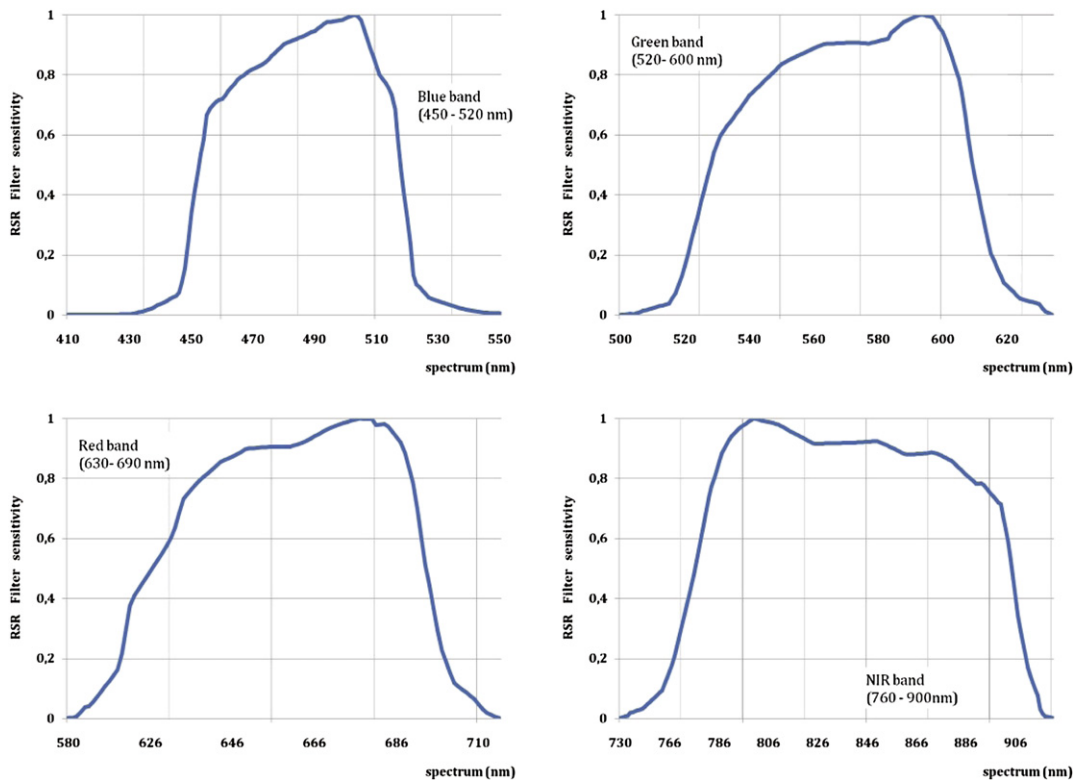 1
0,8
0,6
0,4
0,2
0
RSR Filter sensitivity
Blue band
(450 - 520 nm)
410 430 450 470 490 510 530 550
spectrum (nm)
1
0,8
0,6
0,4
0,2
0
RSR Filter sensitivity
Green band
(520- 600 nm)
500 520 540 560 580 600 620
spectrum (nm)
1
0,8
0,6
0,4
0,2
0
RSR Filter sensitivity
Red band
(630- 690 nm)
580 626 646 666 686 710
spectrum (nm)
1
0,8
0,6
0,4
0,2
0
RSR Filter sensitivity
NIR band
(760 - 900nm)
730 766 786 806 826 846 866 886 906
spectrum (nm)